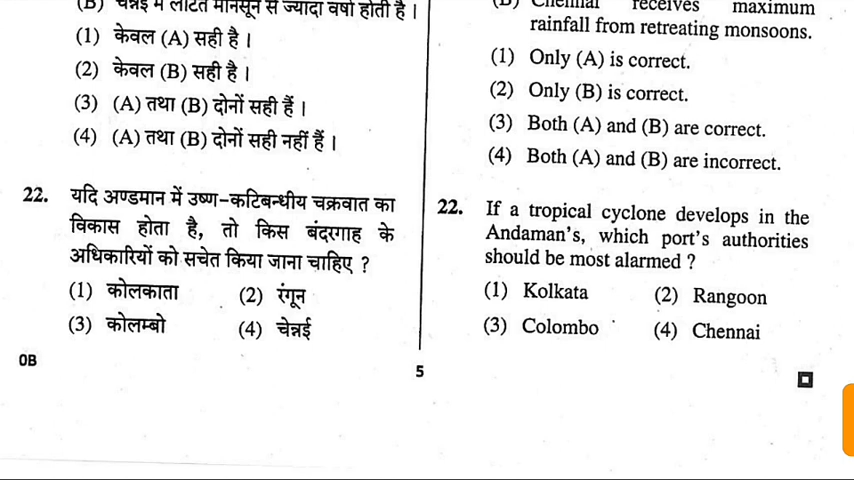 (B) चेन्नई में लौटते मानसून से ज्यादा वर्षा होती है ।
(1) केवल (A) सही है ।
(2) केवल (B) सही है ।
(3) (A) तथा (B) दोनों सही हैं ।
(4) (A) तथा (B) दोनों सही नहीं हैं ।
22. यदि अण्डमान में उष्ण-कटिबन्धीय चक्रवात का
विकास होता है, तो किस बंदरगाह के
अधिकारियों को सचेत किया जाना चाहिए ?
(1) कोलकाता (2) रंगून
(3) कोलम्बो (4) चेन्नई
OB
(B) Chennai receives maximum
rainfall from retreating monsoons.
(1) Only (A) is correct.
(2) Only (B) is correct.
(3) Both (A) and (B) are correct.
(4) Both (A) and (B) are incorrect.
22. If a tropical cyclone develops in the
Andaman's, which port's authorities
should be most alarmed ?
(1) Kolkata (2) Rangoon
(3) Colombo (4) Chennai
5